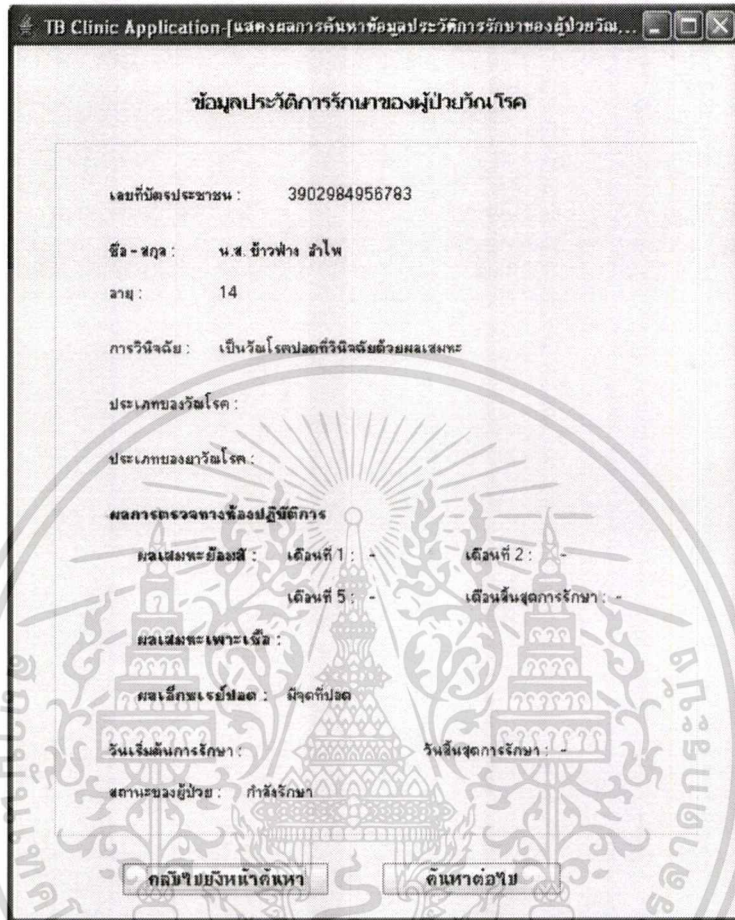 TB Clinic Application-[แสดงผลการค้นหาข้อมูลประวัติการรักษาของผู้ป่วยวัณ...
ข้อมูลประวัติการรักษาของผู้ป่วยวัณโรค
เลขที่บัตรประชาชน : 3902984956783
ชื่อ - สกุล : น.ส. ข้าวฟ่าง ลำไพ
อายุ : 14
การวินิจฉัย : เป็นวัณโรคปอดที่วินิจฉัยด้วยผลเสมหะ
ประเภทของวัณโรค :
ประเภทของยาวัณโรค :
ผลการตรวจทางห้องปฏิบัติการ
ผลเสมหะย้อมสี : เดือนที่ 1 : - เดือนที่ 2 : -
เดือนที่ 5 : - เดือนสิ้นสุดการรักษา : -
ผลเสมหะเพาะเชื้อ :
ผลเอ็กซเรย์ปอด : มีจุดที่ปอด
วันเริ่มต้นการรักษา : วันสิ้นสุดการรักษา : -
สถานะของผู้ป่วย : กำลังรักษา
กลับไปยังหน้าค้นหา ค้นหาต่อไป